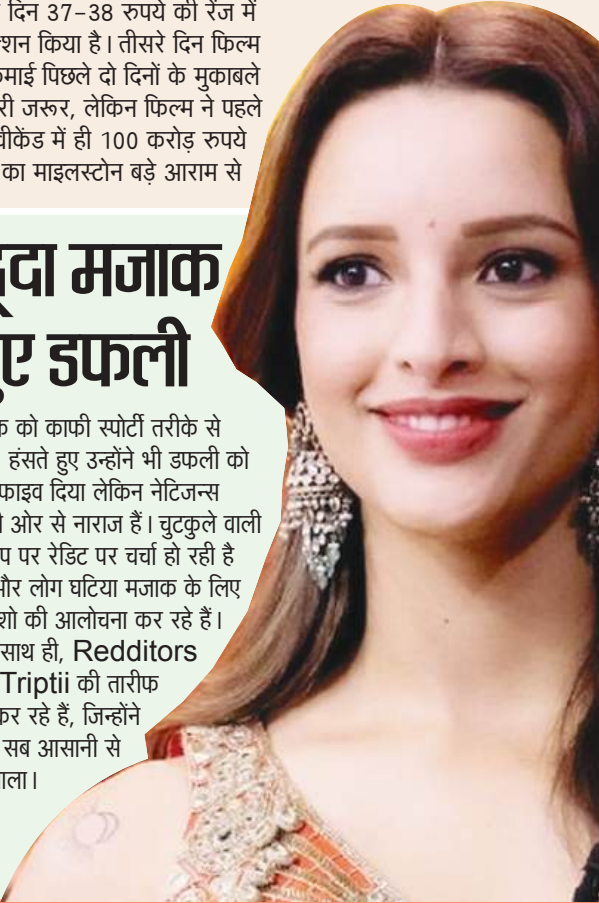 दिन 37-38 रुपये की रेंज में
शन किया है। तीसरे दिन फिल्म
माई पिछले दो दिनों के मुकाबले
री जरूर, लेकिन फिल्म ने पहले
वीकेंड में ही 100 करोड़ रुपये
का माइलस्टोन बड़े आराम से
मजाक
ए डफली
क को काफी स्पोर्टी तरीके से
हंसते हुए उन्होंने भी डफली को
फाइव दिया लेकिन नेटिजन्स
ओर से नाराज हैं। चुटकुले वाली
प पर रेडिट पर चर्चा हो रही है
और लोग घटिया मजाक के लिए
शो की आलोचना कर रहे हैं।
साथ ही, Redditors
Triptii की तारीफ
कर रहे हैं, जिन्होंने
सब आसानी से
ाला।